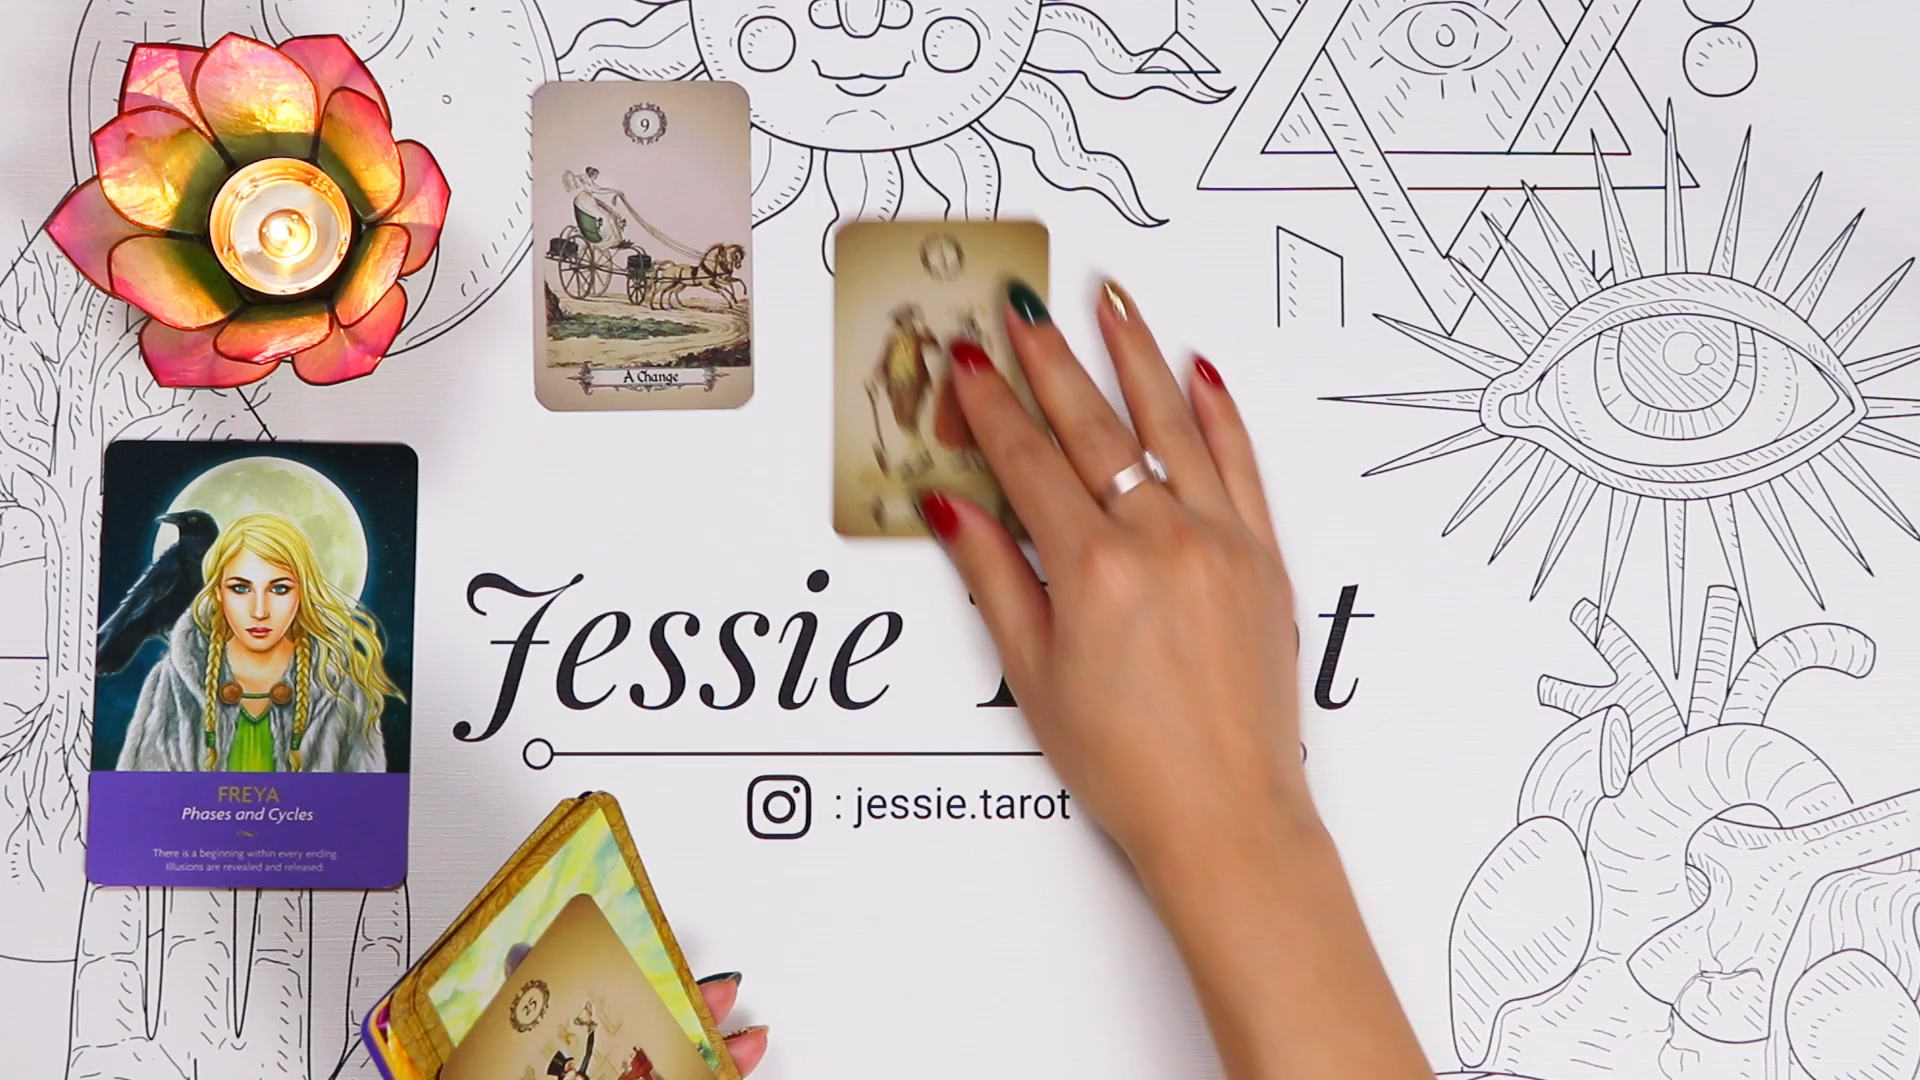 9
A Change
FREYA
Phases and Cycles
There is a beginning within every ending.
Illusions are revealed and released.
Jessie
t
: jessie.tarot
25